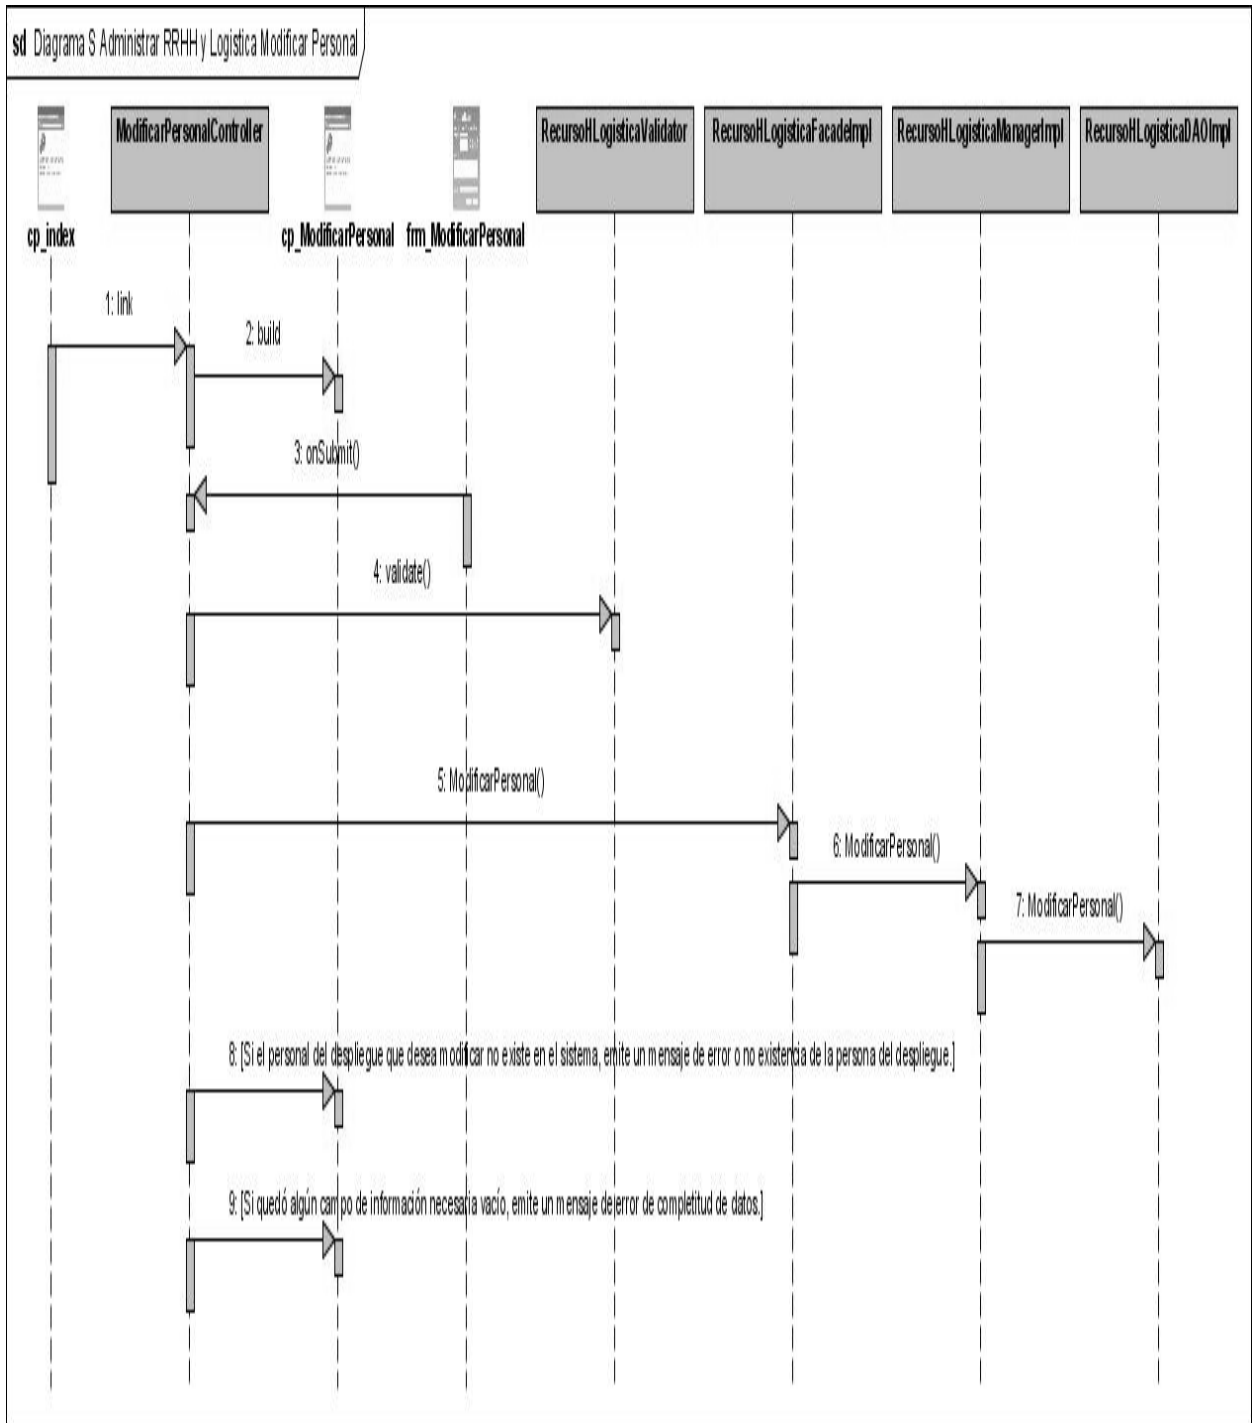 sd Diagrama S Administrar RRHH y Logistica Modificar Personal
ModificarPersonalController
RecursoHLogisticaValidator
RecursoHLogisticaFacadeImpl
RecursoHLogisticaManagerImpl
RecursoHLogisticaDAOImpl
cp_index
cp_ModificarPersonal
frm_ModificarPersonal
1: link
2: build
3: onSubmit()
4: validate()
5: ModificarPersonal()
6: ModificarPersonal()
7: ModificarPersonal()
8: [Si el personal del despliegue que desea modificar no existe en el sistema, emite un mensaje de error o no existencia de la persona del despliegue.]
9: [Si quedó algún campo de información necesaria vacío, emite un mensaje de error de completitud de datos.]